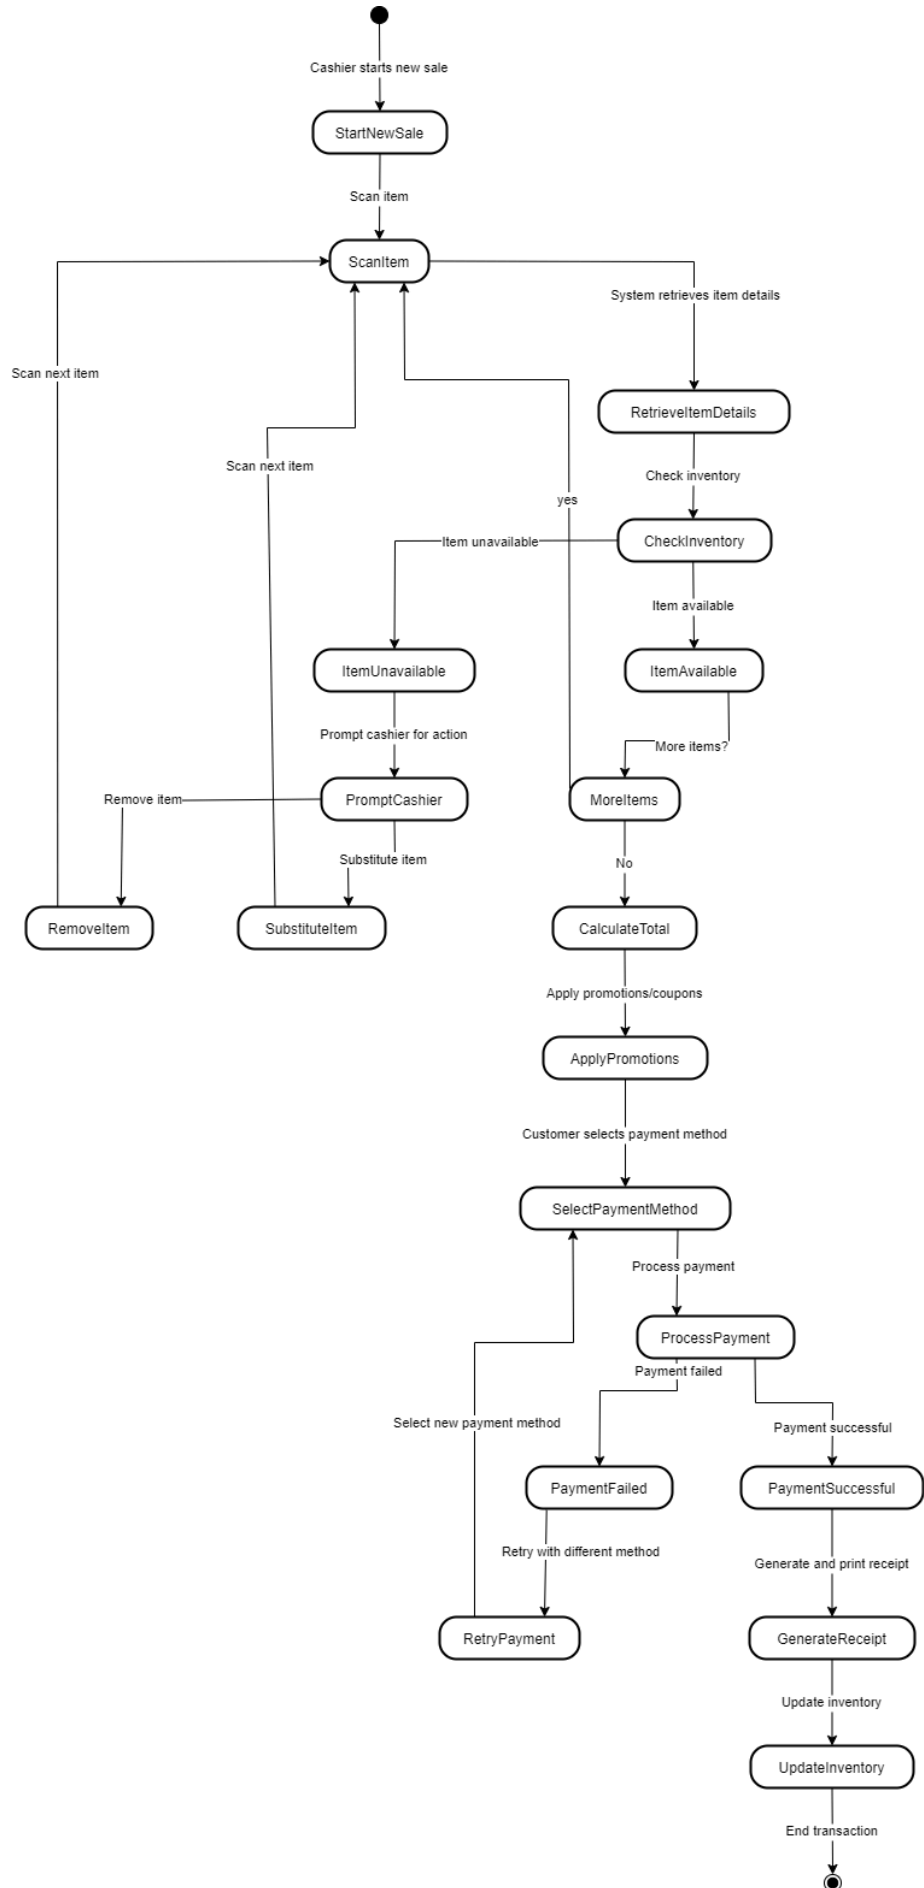 Cashier starts new sale
StartNewSale
Scan item
ScanItem
System retrieves item details
Scan next item
RetrieveItemDetails
Scan next item
Check inventory
yes
CheckInventory
Item unavailable
Item available
ItemUnavailable
ItemAvailable
Prompt cashier for action
More items?
Remove item
PromptCashier
MoreItems
Substitute item
No
RemoveItem
SubstituteItem
CalculateTotal
Apply promotions/coupons
ApplyPromotions
Customer selects payment method
SelectPaymentMethod
Process payment
ProcessPayment
Payment failed
Select new payment method
Payment successful
PaymentFailed
PaymentSuccessful
Retry with different method
Generate and print receipt
RetryPayment
GenerateReceipt
Update inventory
UpdateInventory
End transaction